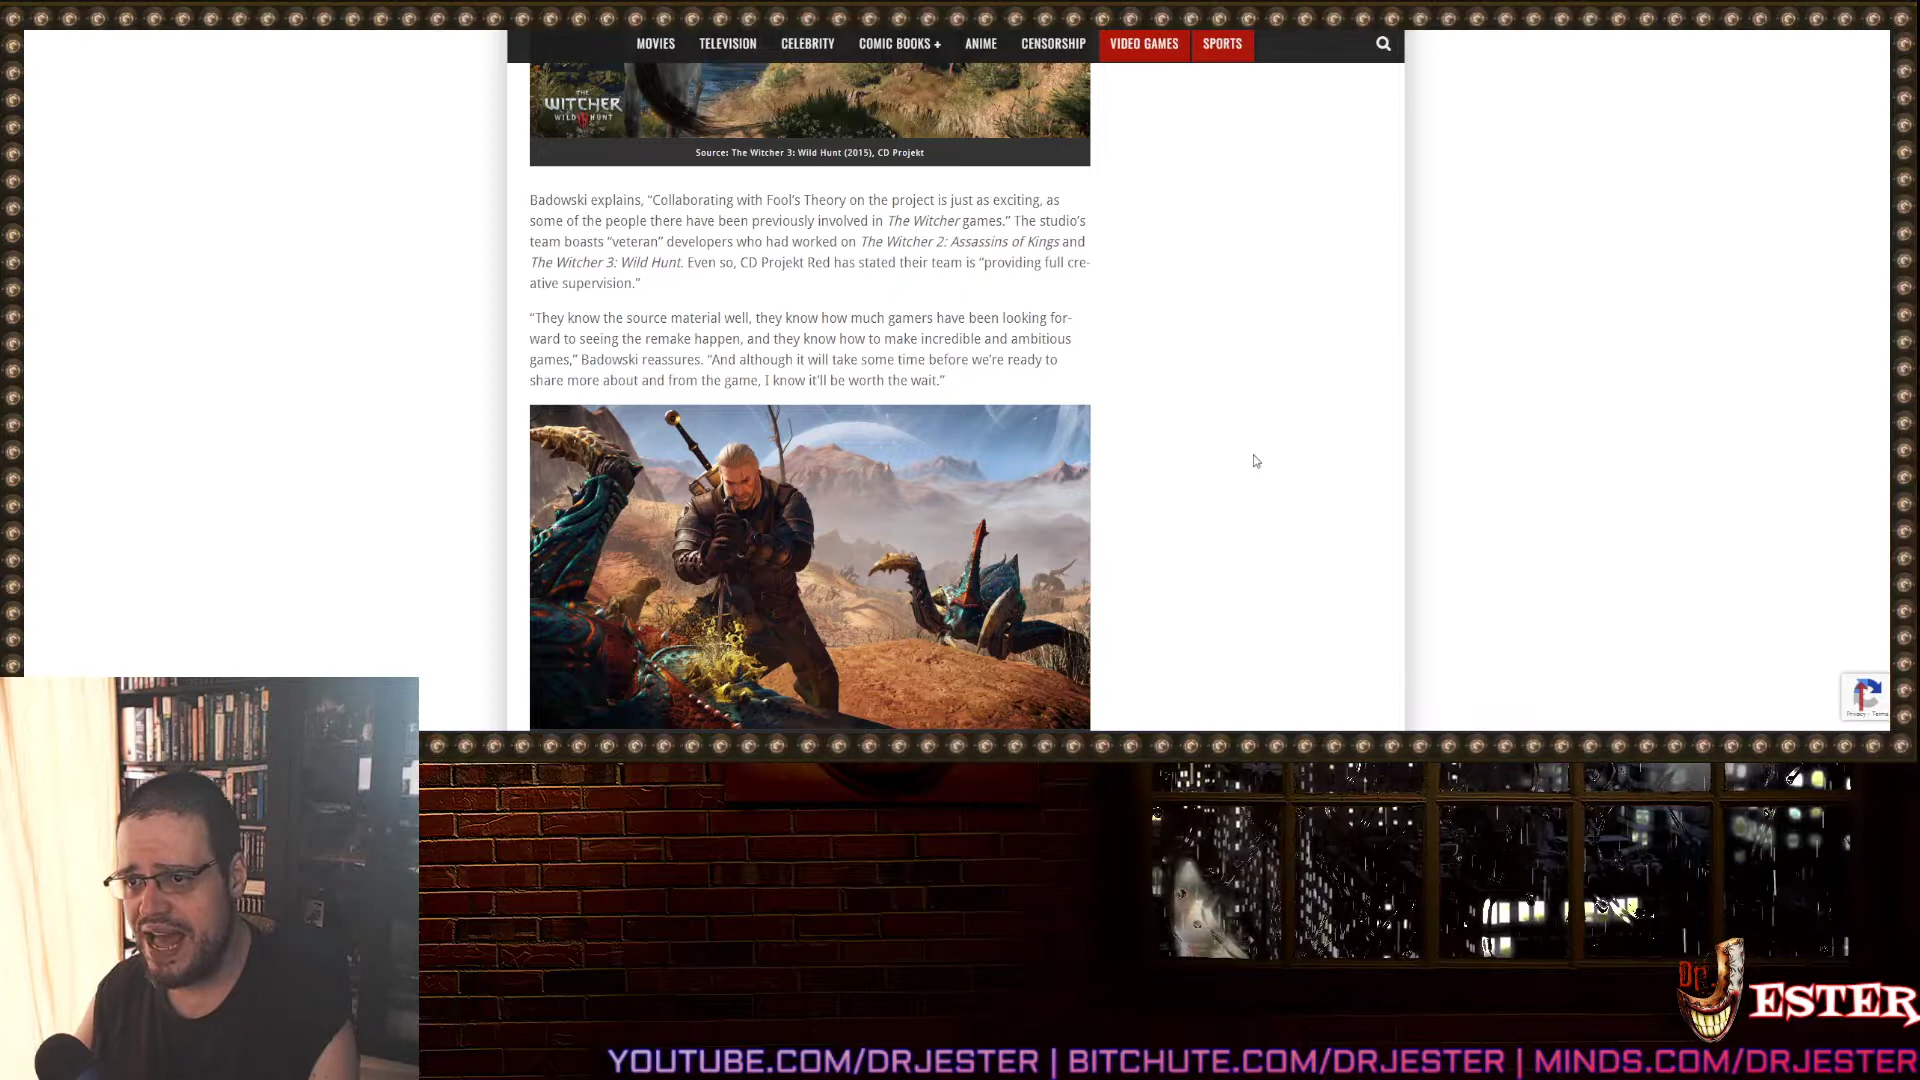 MOVIES TELEVISION CELEBRITY COMIC BOOKS + ANIME CENSORSHIP VIDEO GAMES SPORTS
THE
WITCHER
WILD HUNT
Source: The Witcher 3: Wild Hunt (2015), CD Projekt
Badowski explains, “Collaborating with Fool’s Theory on the project is just as exciting, as
some of the people there have been previously involved in The Witcher games.” The studio’s
team boasts “veteran” developers who had worked on The Witcher 2: Assassins of Kings and
The Witcher 3: Wild Hunt. Even so, CD Projekt Red has stated their team is “providing full cre-
ative supervision.”
“They know the source material well, they know how much gamers have been looking for-
ward to seeing the remake happen, and they know how to make incredible and ambitious
games,” Badowski reassures. “And although it will take some time before we’re ready to
share more about and from the game, I know it’ll be worth the wait.”
Privacy - Terms
Dr. JESTER
YOUTUBE.COM/DRJESTER | BITCHUTE.COM/DRJESTER | MINDS.COM/DRJESTER